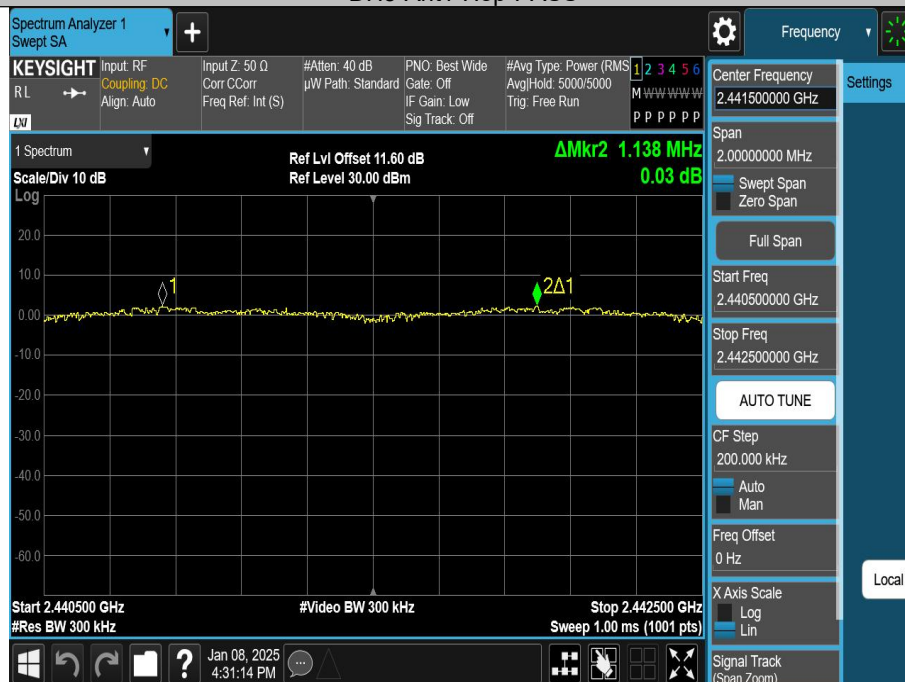 Spectrum Analyzer 1
Swept SA
+
Frequency
KEYSIGHT
RL
LXI
Input: RF
Coupling: DC
Align: Auto
Input Z: 50 Ω
Corr CCorr
Freq Ref: Int (S)
#Atten: 40 dB
µW Path: Standard
PNO: Best Wide
Gate: Off
IF Gain: Low
Sig Track: Off
#Avg Type: Power (RMS
Avg|Hold: 5000/5000
Trig: Free Run
1 2 3 4 5 6
M W W W W W
P P P P P P
1 Spectrum
Scale/Div 10 dB
Log
Ref Lvl Offset 11.60 dB
Ref Level 30.00 dBm
ΔMkr2 1.138 MHz
0.03 dB
20.0
10.0
0.00
-10.0
-20.0
-30.0
-40.0
-50.0
-60.0
1
2Δ1
Start 2.440500 GHz
#Res BW 300 kHz
#Video BW 300 kHz
Stop 2.442500 GHz
Sweep 1.00 ms (1001 pts)
?
Jan 08, 2025
4:31:14 PM
Center Frequency
2.441500000 GHz
Span
2.00000000 MHz
Swept Span
Zero Span
Full Span
Start Freq
2.440500000 GHz
Stop Freq
2.442500000 GHz
AUTO TUNE
CF Step
200.000 kHz
Auto
Man
Freq Offset
0 Hz
X Axis Scale
Log
Lin
Signal Track
(Span Zoom)
Settings
Local